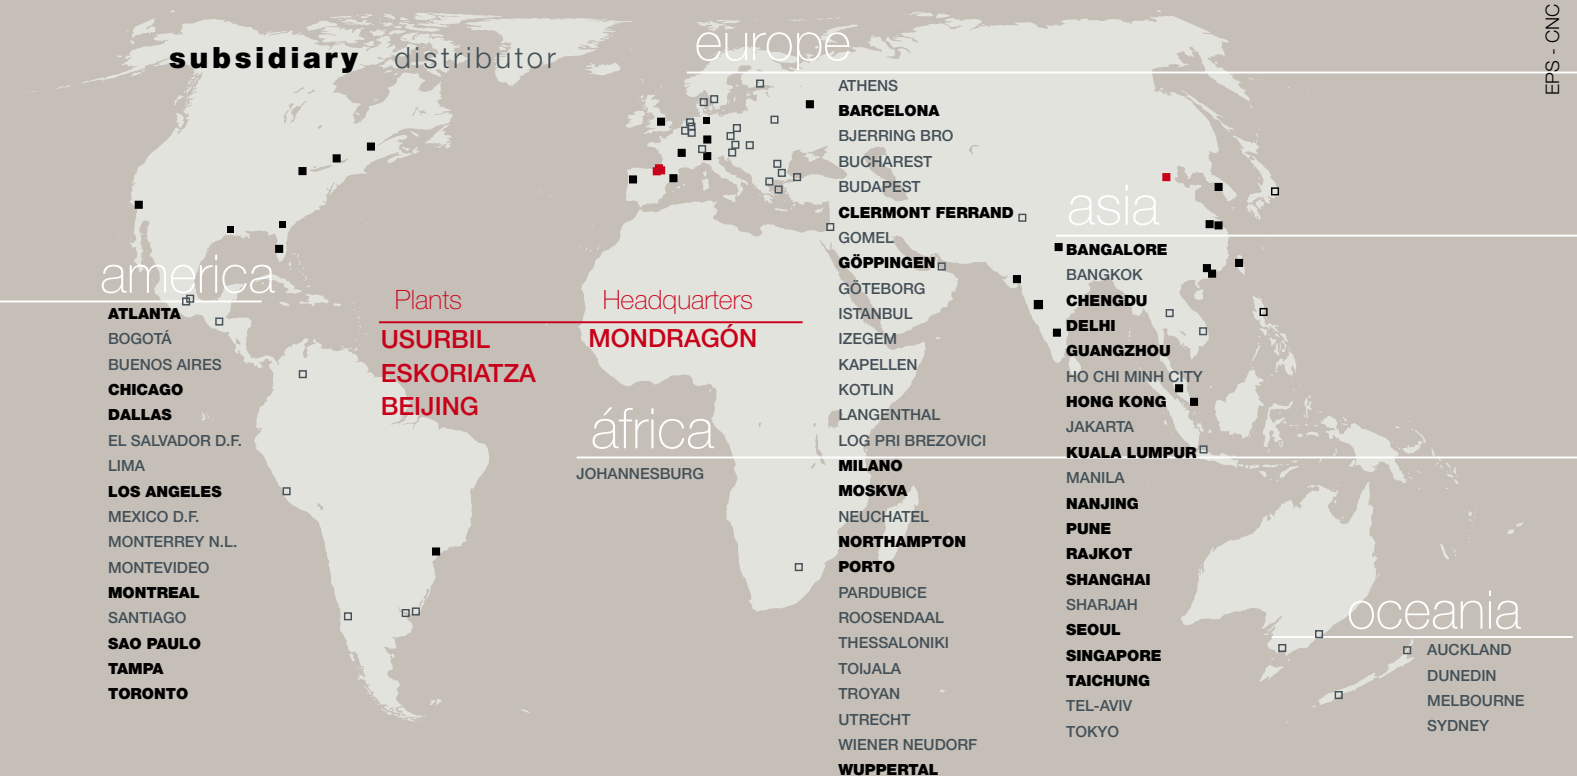 EPS - CNC
subsidiary distributor
america
ATLANTA
BOGOTÁ
BUENOS AIRES
CHICAGO
DALLAS
EL SALVADOR D.F.
LIMA
LOS ANGELES
MEXICO D.F.
MONTERREY N.L.
MONTEVIDEO
MONTREAL
SANTIAGO
SAO PAULO
TAMPA
TORONTO
Plants
USURBIL
ESKORIATZA
BEIJING
Headquarters
MONDRAGÓN
áfrica
JOHANNESBURG
europe
ATHENS
BARCELONA
BJERRING BRO
BUCHAREST
BUDAPEST
CLERMONT FERRAND
GOMEL
GÖPPINGEN
GÖTEBORG
ISTANBUL
IZEGEM
KAPELLEN
KOTLIN
LANGENTHAL
LOG PRI BREZOVICI
MILANO
MOSKVA
NEUCHATEL
NORTHAMPTON
PORTO
PARDUBICE
ROOSENDAAL
THESSALONIKI
TOIJALA
TROYAN
UTRECHT
WIENER NEUDORF
WUPPERTAL
asia
BANGALORE
BANGKOK
CHENGDU
DELHI
GUANGZHOU
HO CHI MINH CITY
HONG KONG
JAKARTA
KUALA LUMPUR
MANILA
NANJING
PUNE
RAJKOT
SHANGHAI
SHARJAH
SEOUL
SINGAPORE
TAICHUNG
TEL-AVIV
TOKYO
oceania
AUCKLAND
DUNEDIN
MELBOURNE
SYDNEY